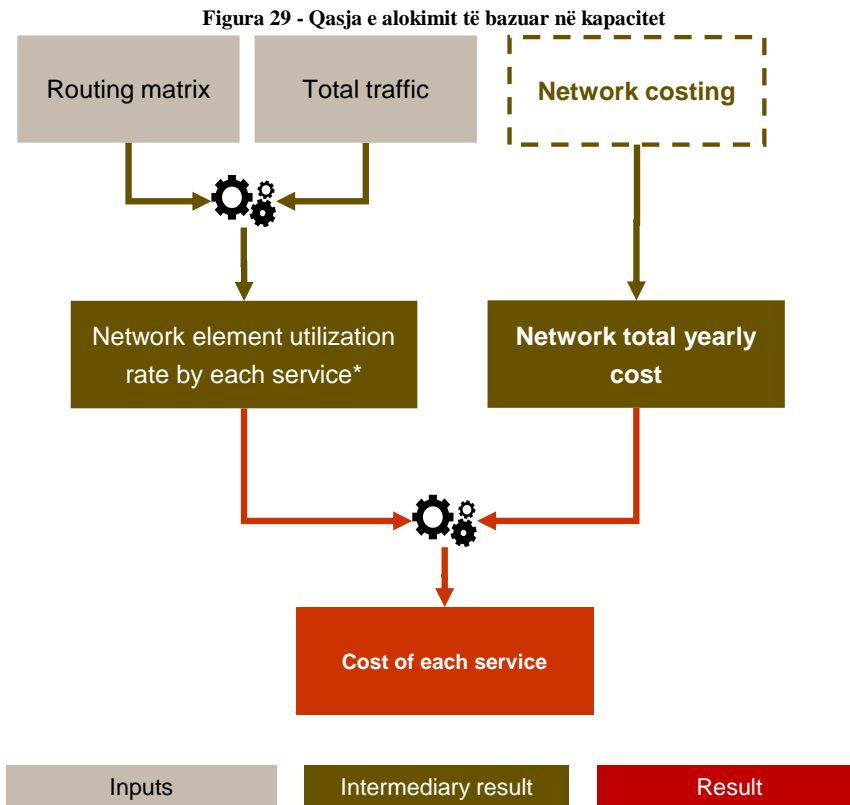 Figura 29 - Qasja e alokimit të bazuar në kapacitet
Routing matrix
Total traffic
Network costing
Network element utilization
rate by each service*
Network total yearly
cost
Cost of each service
Inputs
Intermediary result
Result